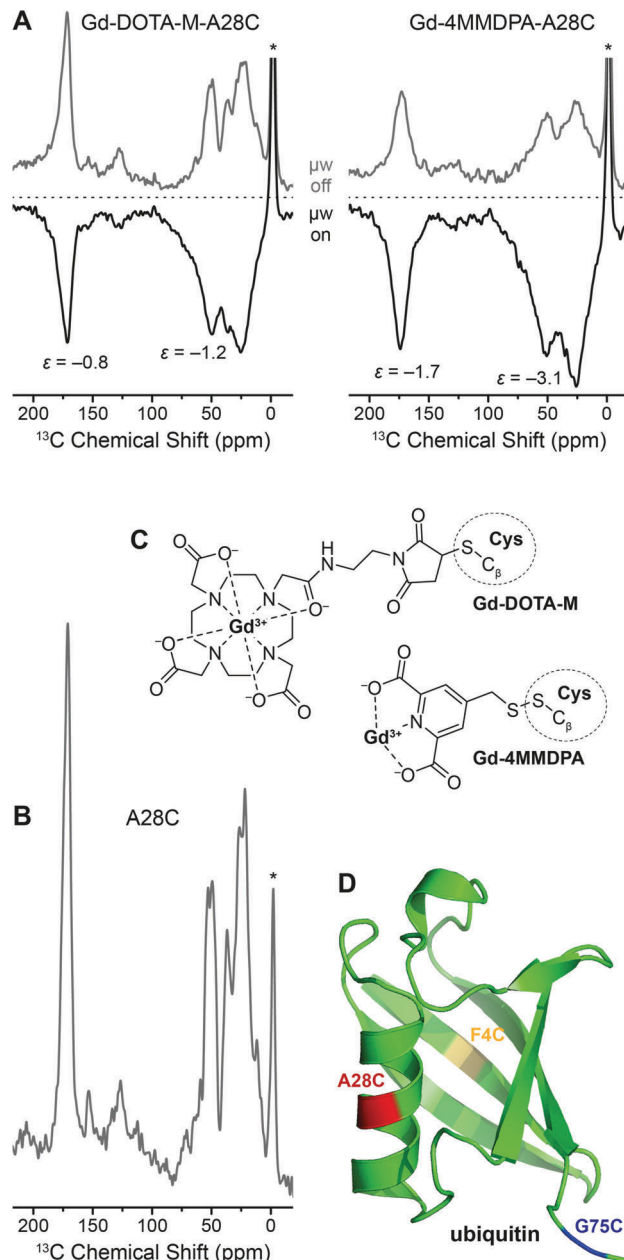 A
Gd-DOTA-M-A28C
Gd-4MMDPA-A28C
*
*
µw
off
µw
on
ε = –0.8
ε = –1.2
ε = –1.7
ε = –3.1
200 150 100 50 0
200 150 100 50 0
¹³C Chemical Shift (ppm)
¹³C Chemical Shift (ppm)
C
O
O⁻
H
N
O
N
O
S
Cys
C
β
Gd-DOTA-M
N
N
O⁻
Gd³⁺
⁻O
O
N
N
O⁻
O
⁻O
O
N
Gd³⁺
⁻O
O
S
S
Cys
C
β
Gd-4MMDPA
B
A28C
*
200 150 100 50 0
¹³C Chemical Shift (ppm)
D
F4C
A28C
ubiquitin
G75C